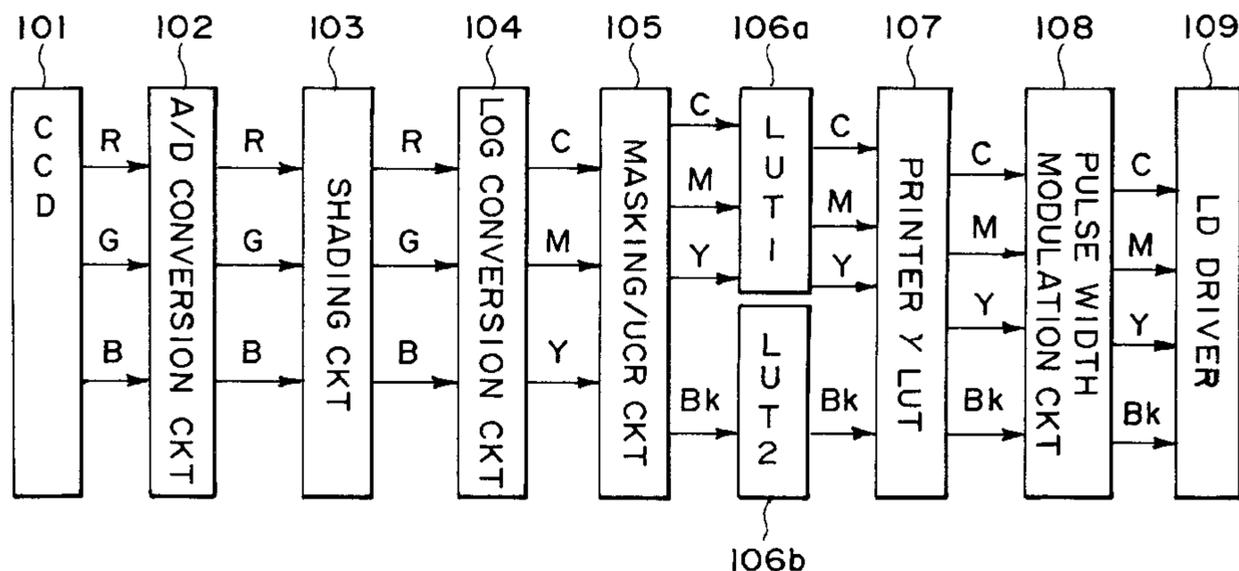 101 102 103 104 105 106a 107 108 109
CCD
R
G
B
A/D CONVERSION CKT
R
G
B
SHADING CKT
R
G
B
LOG CONVERSION CKT
C
M
Y
MASKING/UCR CKT
C
M
Y
Bk
LUT1
LUT2
C
M
Y
Bk
PRINTER Y LUT
C
M
Y
Bk
PULSE WIDTH
MODULATION CKT
C
M
Y
Bk
LD DRIVER
106b